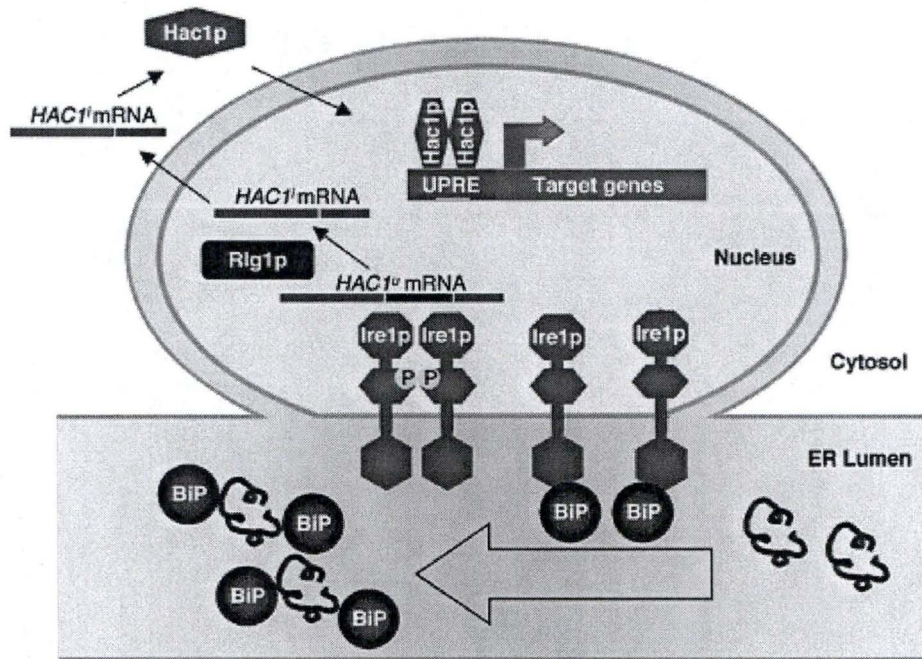 Hac1p
HAC1ⁱ mRNA
Hac1p
Hac1p
UPRE
Target genes
HAC1ⁱ mRNA
Rlg1p
HAC1ᵘ mRNA
Nucleus
Ire1p
Ire1p
Ire1p
Ire1p
P
P
Cytosol
ER Lumen
BiP
BiP
BiP
BiP
BiP
BiP